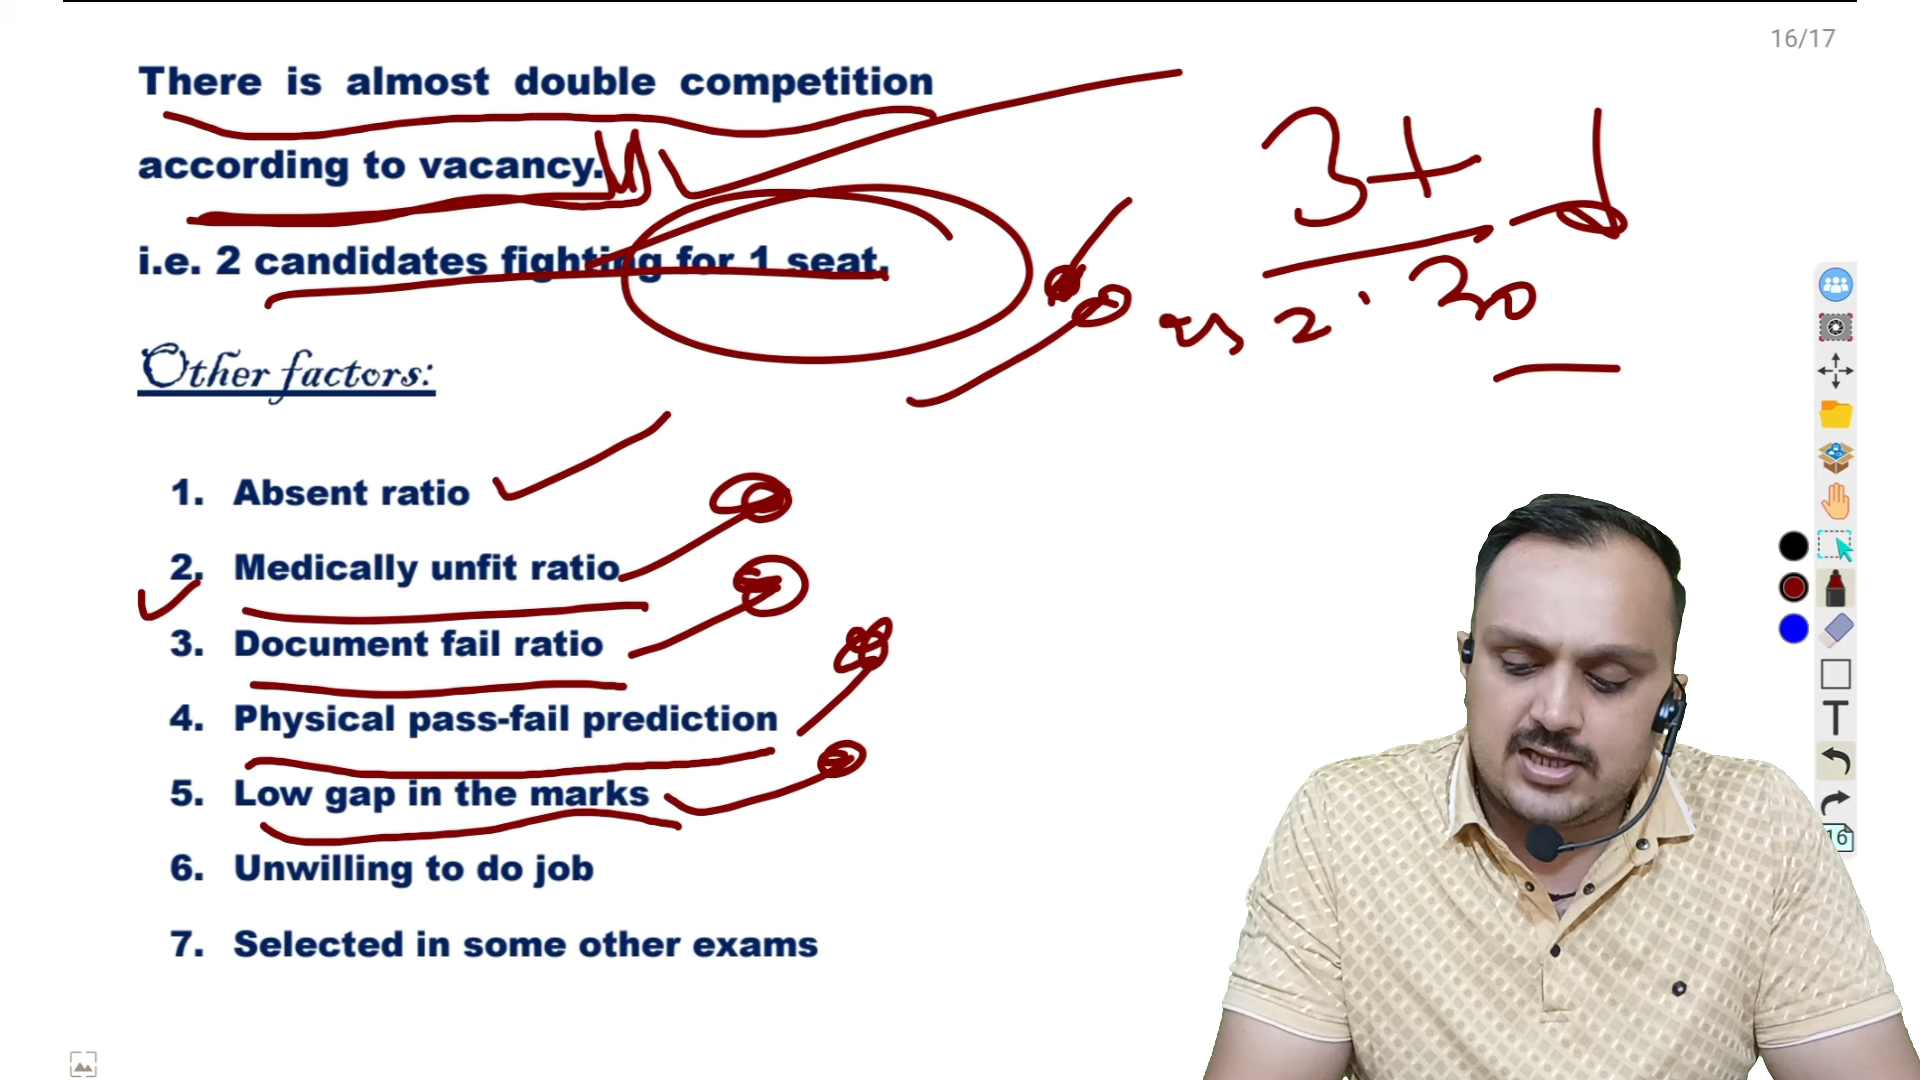 16/17
There is almost double competition
according to vacancy.
i.e. 2 candidates fighting for 1 seat.
Other factors:
1. Absent ratio
2. Medically unfit ratio
3. Document fail ratio
4. Physical pass-fail prediction
5. Low gap in the marks
6. Unwilling to do job
7. Selected in some other exams
3+
T
16